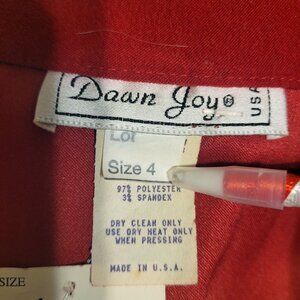 Dawn Joy®
USA
Lot
Size 4
97% POLYESTER
3% SPANDEX
DRY CLEAN ONLY
USE DRY HEAT ONLY
WHEN PRESSING
MADE IN U.S.A.
SIZE